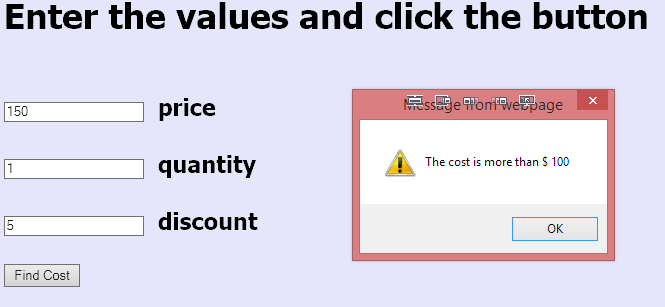 Enter the values and click the button
150 price
1 quantity
5 discount
Find Cost
Message from webpage
The cost is more than $ 100
OK